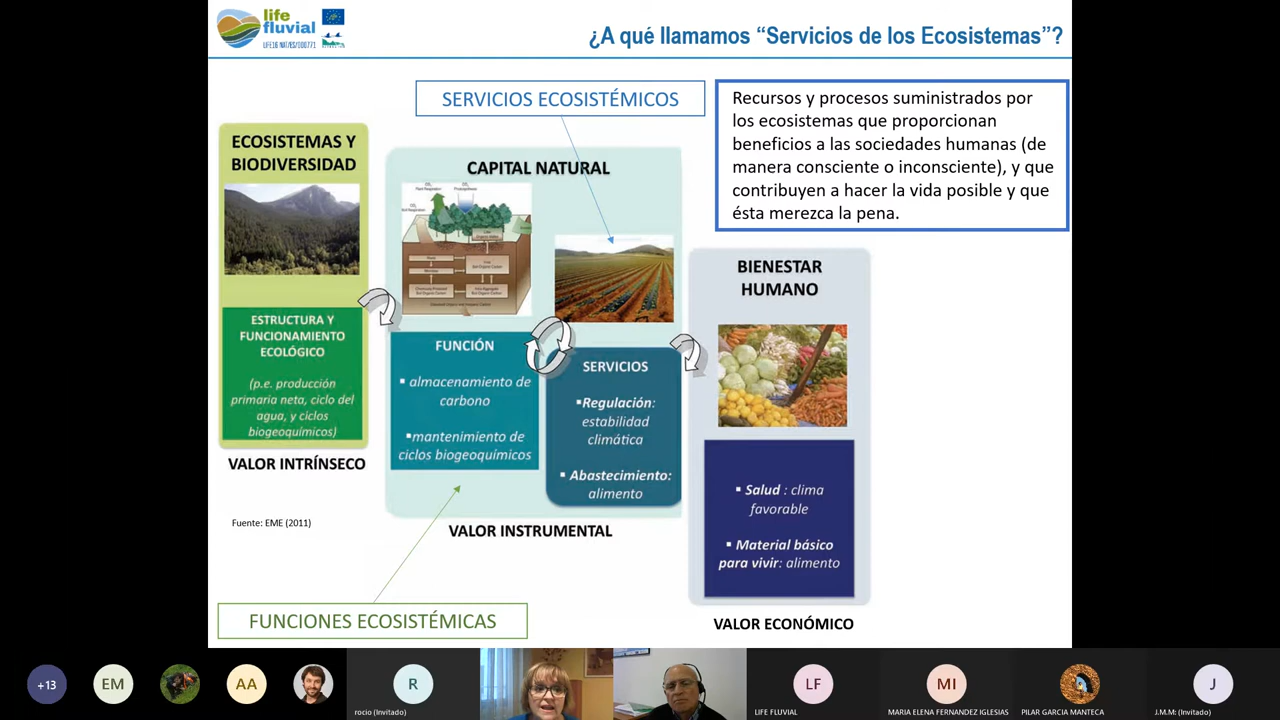 life
fluvial
LIFE16 NAT/ES/000771
¿A qué llamamos “Servicios de los Ecosistemas”?
SERVICIOS ECOSISTÉMICOS
Recursos y procesos suministrados por
los ecosistemas que proporcionan
beneficios a las sociedades humanas (de
manera consciente o inconsciente), y que
contribuyen a hacer la vida posible y que
ésta merezca la pena.
ECOSISTEMAS Y
BIODIVERSIDAD
ESTRUCTURA Y
FUNCIONAMIENTO
ECOLÓGICO
(p.e. producción
primaria neta, ciclo del
agua, y ciclos
biogeoquímicos)
VALOR INTRÍNSECO
Fuente: EME (2011)
CAPITAL NATURAL
FUNCIÓN
▪ almacenamiento de
carbono
▪mantenimiento de
ciclos biogeoquímicos
SERVICIOS
▪Regulación:
estabilidad
climática
▪ Abastecimiento:
alimento
VALOR INSTRUMENTAL
BIENESTAR
HUMANO
▪ Salud : clima
favorable
▪ Material básico
para vivir: alimento
VALOR ECONÓMICO
FUNCIONES ECOSISTÉMICAS
+13
EM
AA
R
rocio (Invitado)
LF
LIFE FLUVIAL
MI
MARIA ELENA FERNANDEZ IGLESIAS
PILAR GARCIA MANTECA
J
J.M.M: (Invitado)